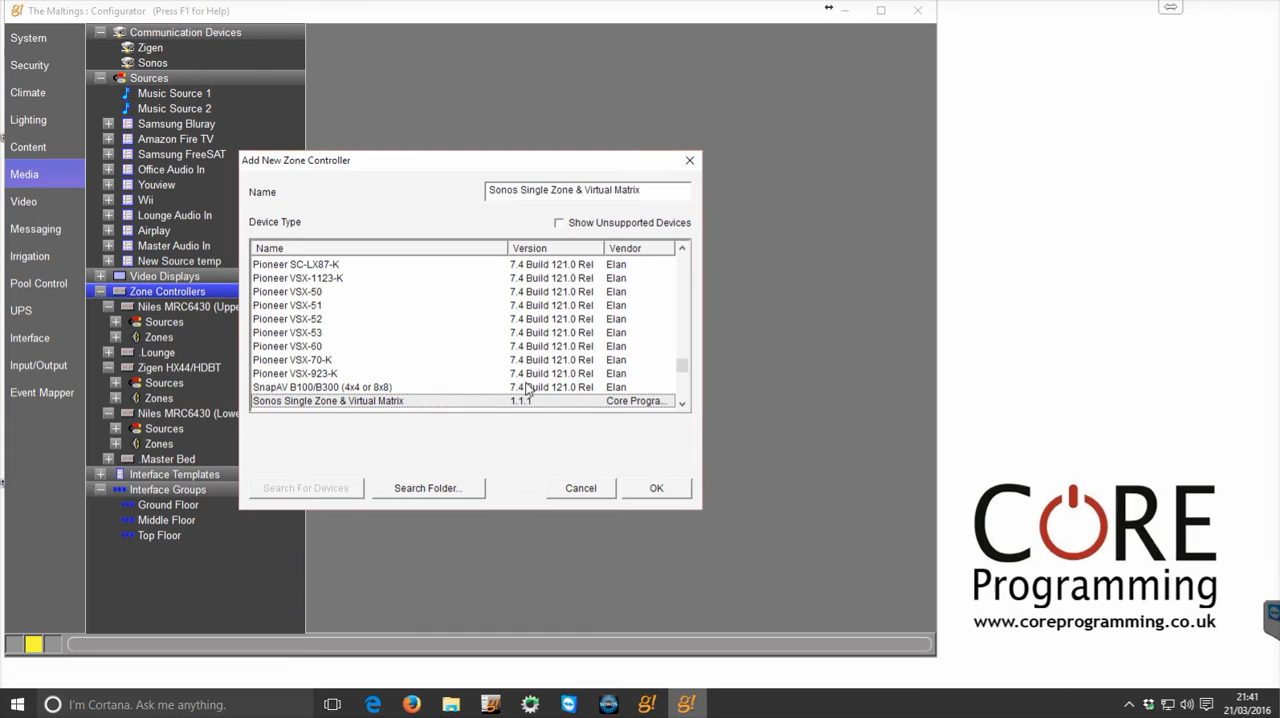 The Maltings : Configurator    (Press F1 for Help)
System
Security
Climate
Lighting
Content
Media
Video
Messaging
Irrigation
Pool Control
UPS
Interface
Input/Output
Event Mapper
Communication Devices
Zigen
Sonos
Sources
Music Source 1
Music Source 2
Samsung Bluray
Amazon Fire TV
Samsung FreeSAT
Office Audio In
Youview
Wii
Lounge Audio In
Airplay
Master Audio In
New Source temp
Video Displays
Zone Controllers
Niles MRC6430 (Uppe
Sources
Zones
.Lounge
Zigen HX44/HDBT
Sources
Zones
Niles MRC6430 (Lowe
Sources
Zones
.Master Bed
Interface Templates
Interface Groups
Ground Floor
Middle Floor
Top Floor
Add New Zone Controller
Name
Sonos Single Zone & Virtual Matrix
Device Type
Show Unsupported Devices
Name Version Vendor
Pioneer SC-LX87-K 7.4 Build 121.0 Rel Elan
Pioneer VSX-1123-K 7.4 Build 121.0 Rel Elan
Pioneer VSX-50 7.4 Build 121.0 Rel Elan
Pioneer VSX-51 7.4 Build 121.0 Rel Elan
Pioneer VSX-52 7.4 Build 121.0 Rel Elan
Pioneer VSX-53 7.4 Build 121.0 Rel Elan
Pioneer VSX-60 7.4 Build 121.0 Rel Elan
Pioneer VSX-70-K 7.4 Build 121.0 Rel Elan
Pioneer VSX-923-K 7.4 Build 121.0 Rel Elan
SnapAV B100/B300 (4x4 or 8x8) 7.4 Build 121.0 Rel Elan
Sonos Single Zone & Virtual Matrix 1.1.1 Core Progra...
Search For Devices
Search Folder...
Cancel
OK
CORE
Programming
www.coreprogramming.co.uk
I'm Cortana. Ask me anything.
SONOS
g!
g!
21:41
21/03/2016